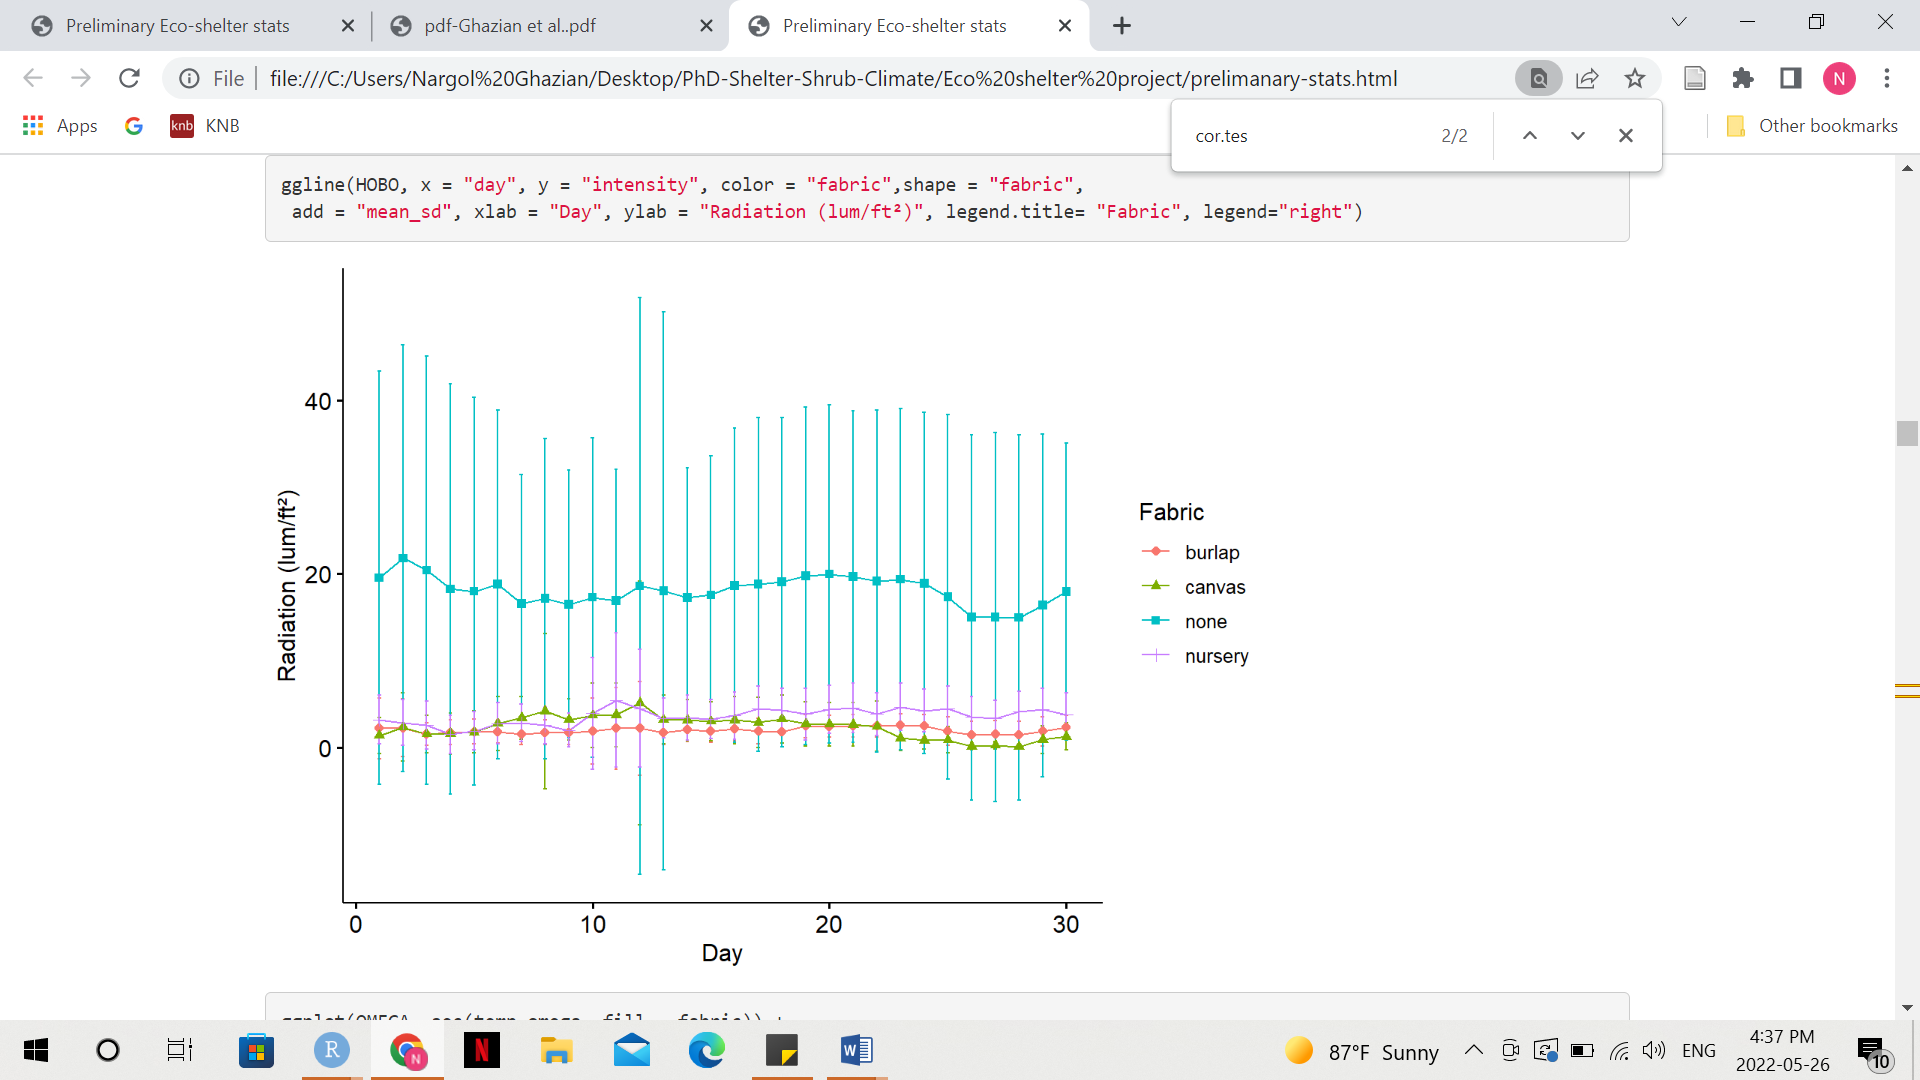 Preliminary Eco-shelter stats
pdf-Ghazian et al..pdf
Preliminary Eco-shelter stats
File
file:///C:/Users/Nargol%20Ghazian/Desktop/PhD-Shelter-Shrub-Climate/Eco%20shelter%20project/prelimanary-stats.html
N
Apps
G
knb
KNB
cor.tes
2/2
Other bookmarks
ggline(HOBO, x = "day", y = "intensity", color = "fabric",shape = "fabric",
add = "mean_sd", xlab = "Day", ylab = "Radiation (lum/ft²)", legend.title= "Fabric", legend="right")
Radiation (lum/ft²)
40
20
0
0
10
20
30
Day
Fabric
burlap
canvas
none
nursery
R
N
N
W
87°F Sunny
ENG
4:37 PM
2022-05-26
10